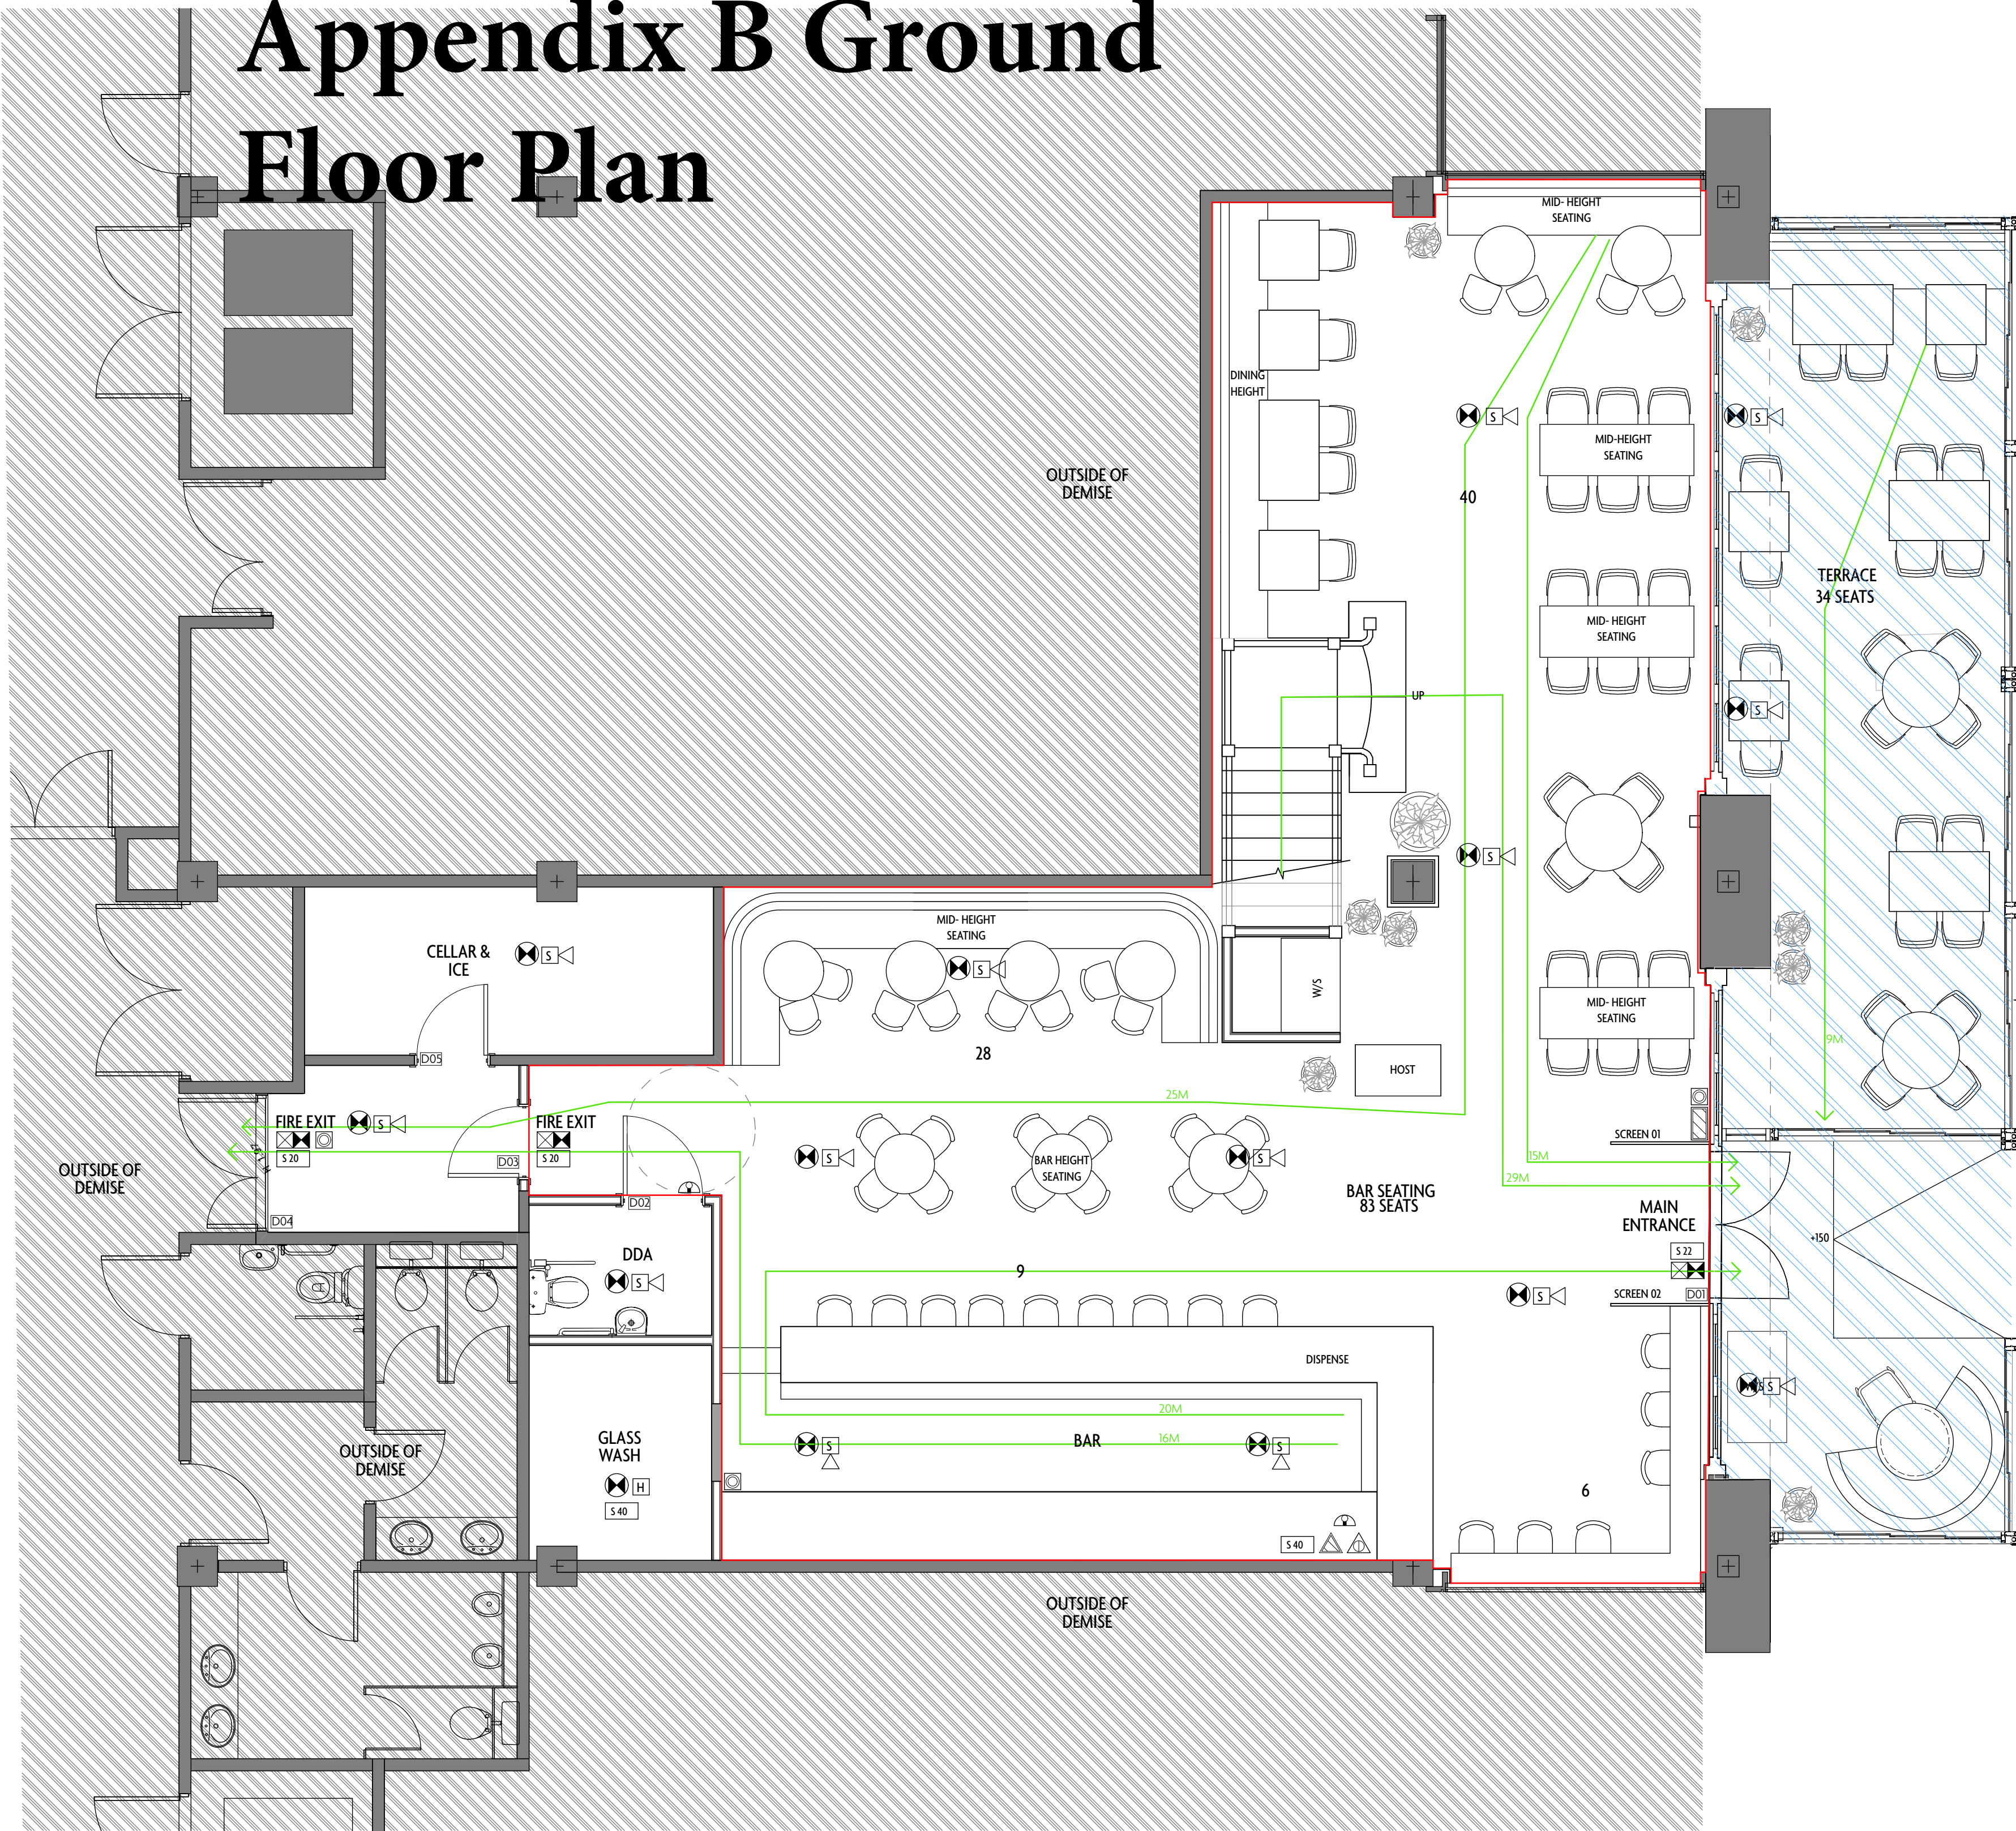 Appendix B Ground
Floor Plan
MID- HEIGHT
SEATING
DINING
HEIGHT
S
S
MID-HEIGHT
SEATING
OUTSIDE OF
DEMISE
40
TERRACE
34 SEATS
MID- HEIGHT
SEATING
UP
S
S
MID- HEIGHT
SEATING
CELLAR &
ICE
S
S
W/S
MID- HEIGHT
SEATING
28
9M
D05
HOST
25M
FIRE EXIT
S
S 20
FIRE EXIT
S 20
SCREEN 01
OUTSIDE OF
DEMISE
D03
S
BAR HEIGHT
SEATING
S
15M
29M
BAR SEATING
83 SEATS
D04
D02
MAIN
ENTRANCE
+150
DDA
S
S 22
9
S
SCREEN 02
D01
DISPENSE
S
20M
GLASS
WASH
OUTSIDE OF
DEMISE
S
BAR
16M
S
H
S 40
6
S 40
OUTSIDE OF
DEMISE